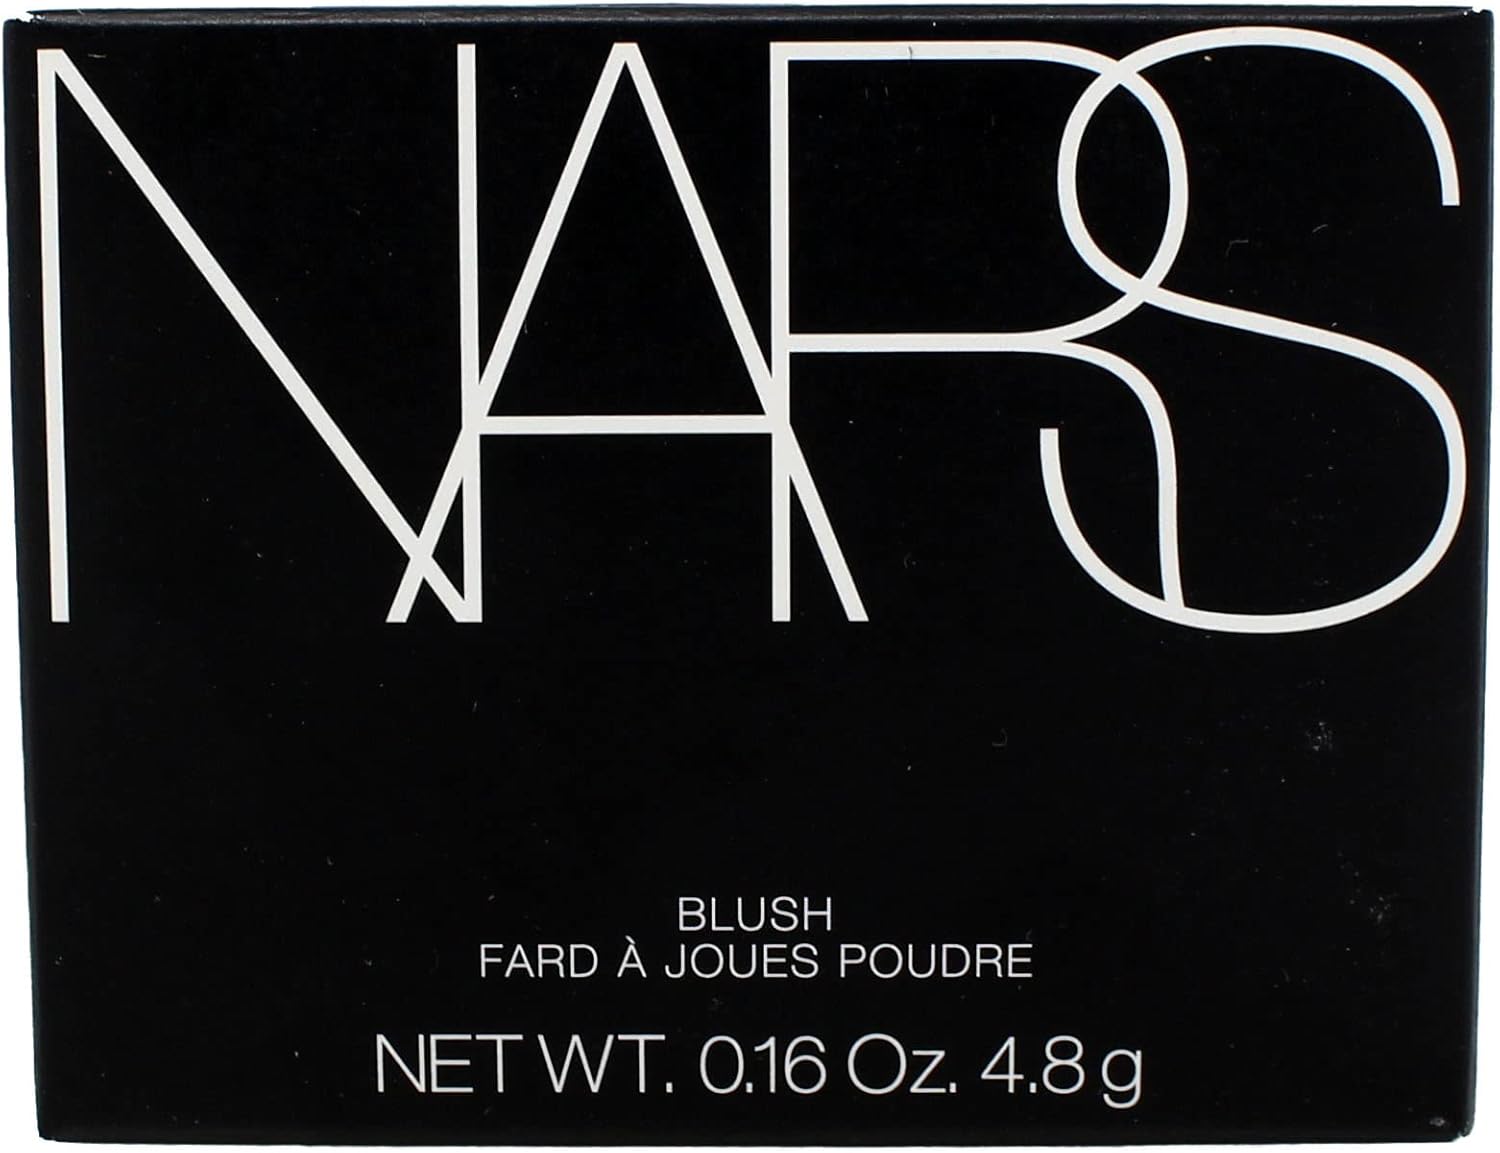 NARS
BLUSH
FARD À JOUES POUDRE
NET WT. 0.16 Oz. 4.8 g